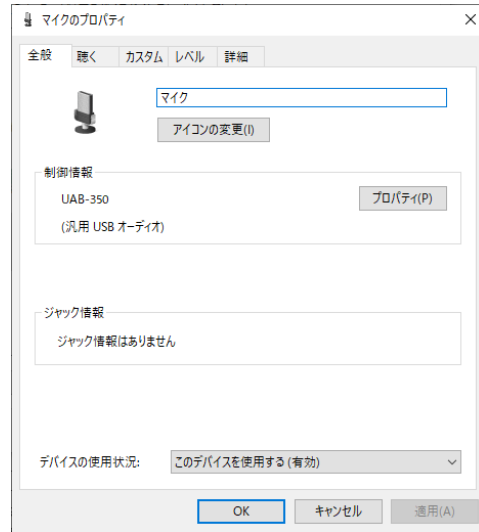 マイクのプロパティ
全般 聴く カスタム レベル 詳細
マイク
アイコンの変更(I)
制御情報
UAB-350
プロパティ(P)
(汎用 USB オーディオ)
ジャック情報
ジャック情報はありません
デバイスの使用状況: このデバイスを使用する (有効)
OK キャンセル 適用(A)